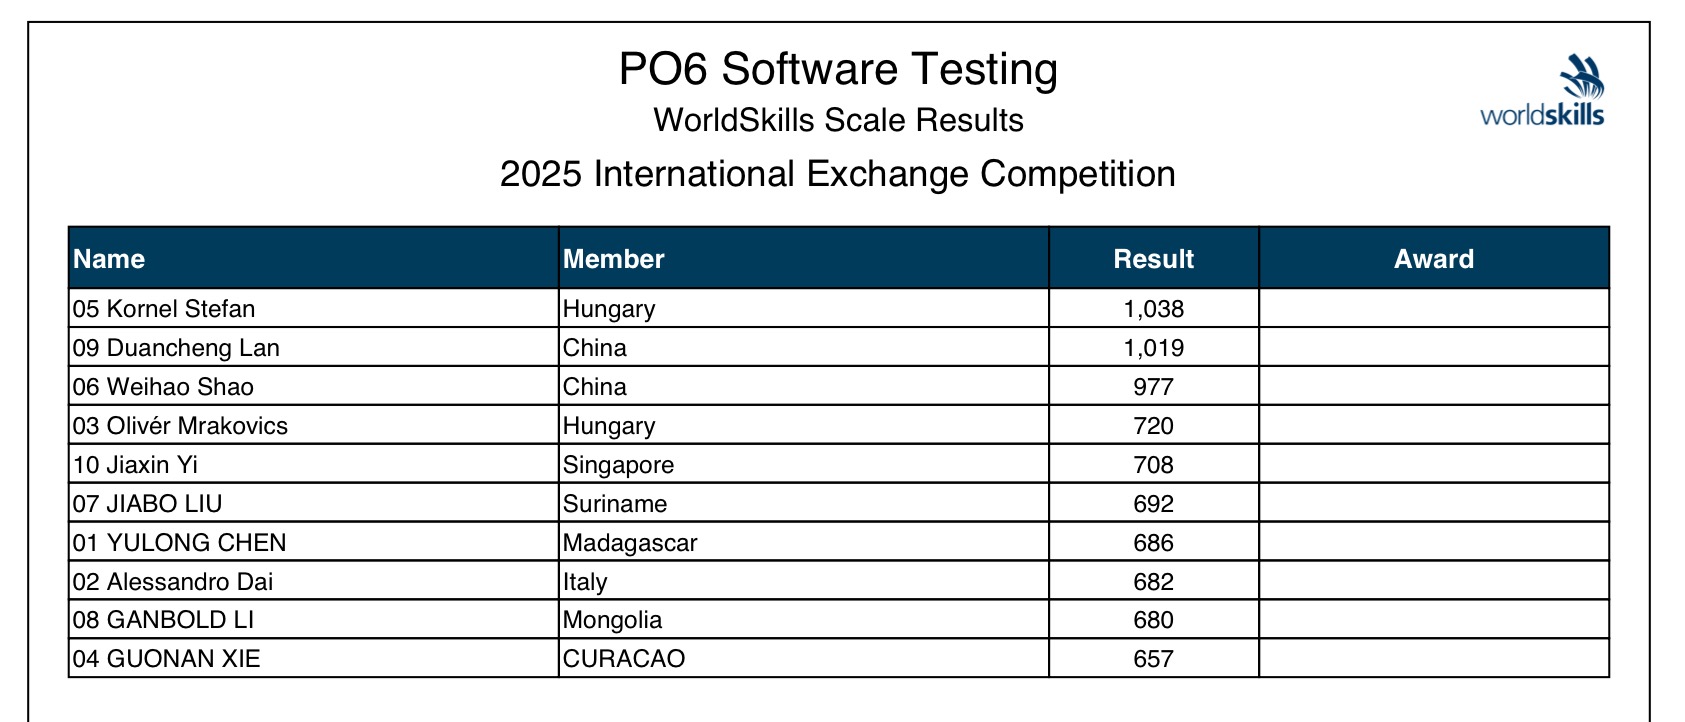 PO6 Software Testing
WorldSkills Scale Results
worldskills
2025 International Exchange Competition
Name Member Result Award
05 Kornel Stefan Hungary 1,038
09 Duancheng Lan China 1,019
06 Weihao Shao China 977
03 Olivér Mrakovics Hungary 720
10 Jiaxin Yi Singapore 708
07 JIABO LIU Suriname 692
01 YULONG CHEN Madagascar 686
02 Alessandro Dai Italy 682
08 GANBOLD LI Mongolia 680
04 GUONAN XIE CURACAO 657